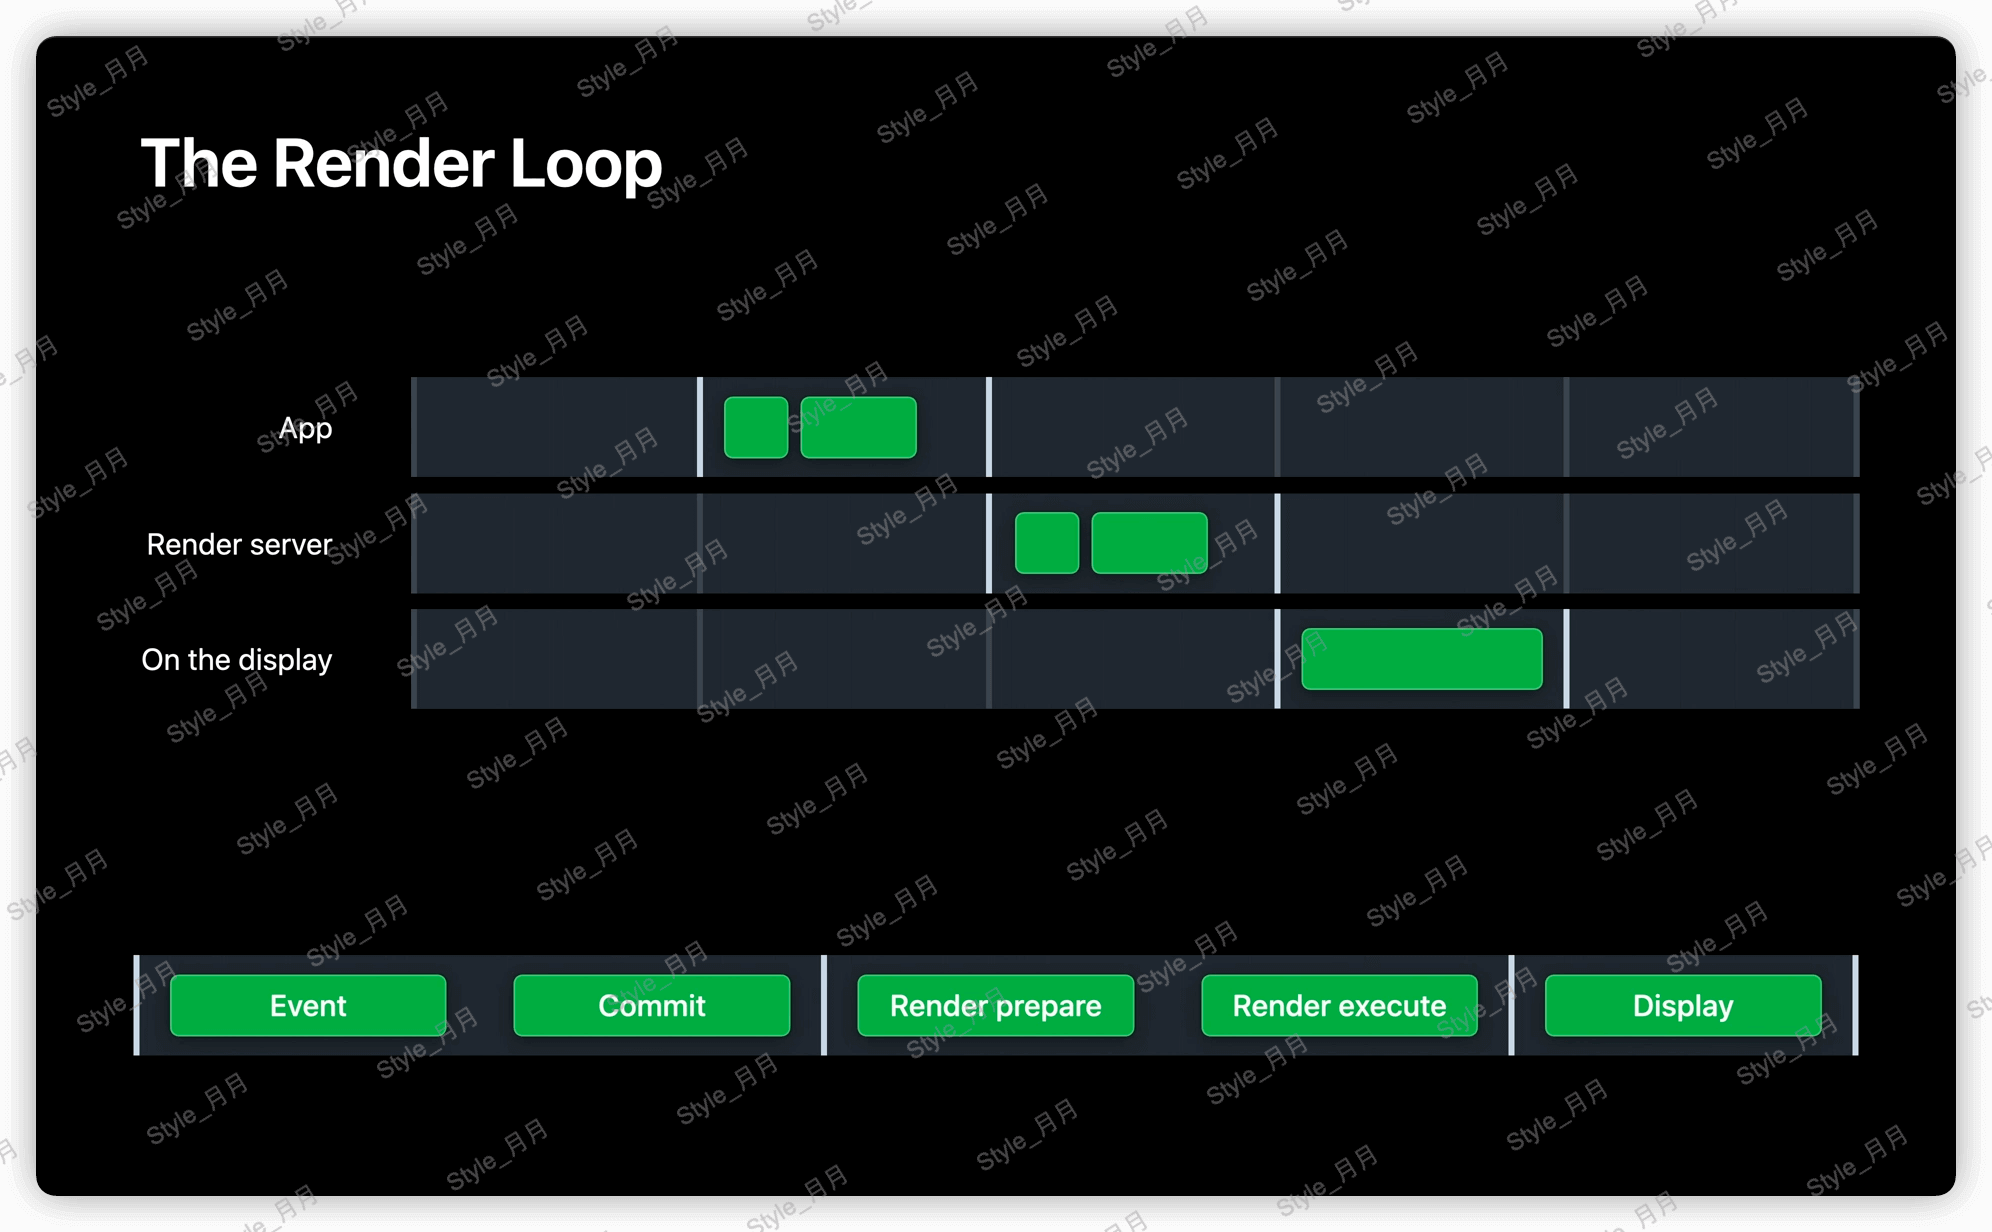 The Render Loop
App
Render server
On the display
Event
Commit
Render prepare
Render execute
Display
Style_月月